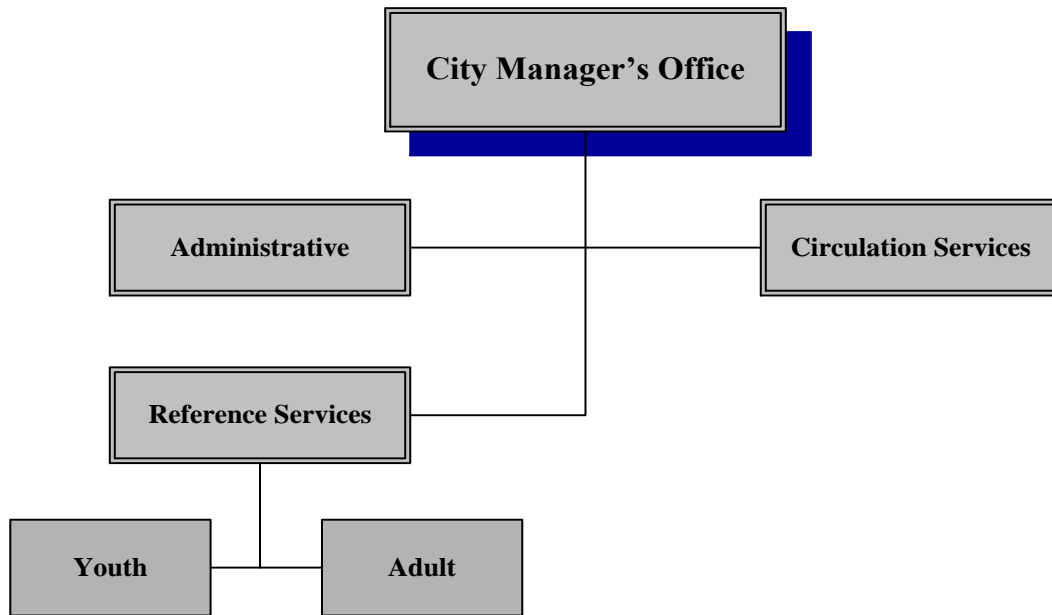 City Manager’s Office
Administrative
Circulation Services
Reference Services
Youth
Adult